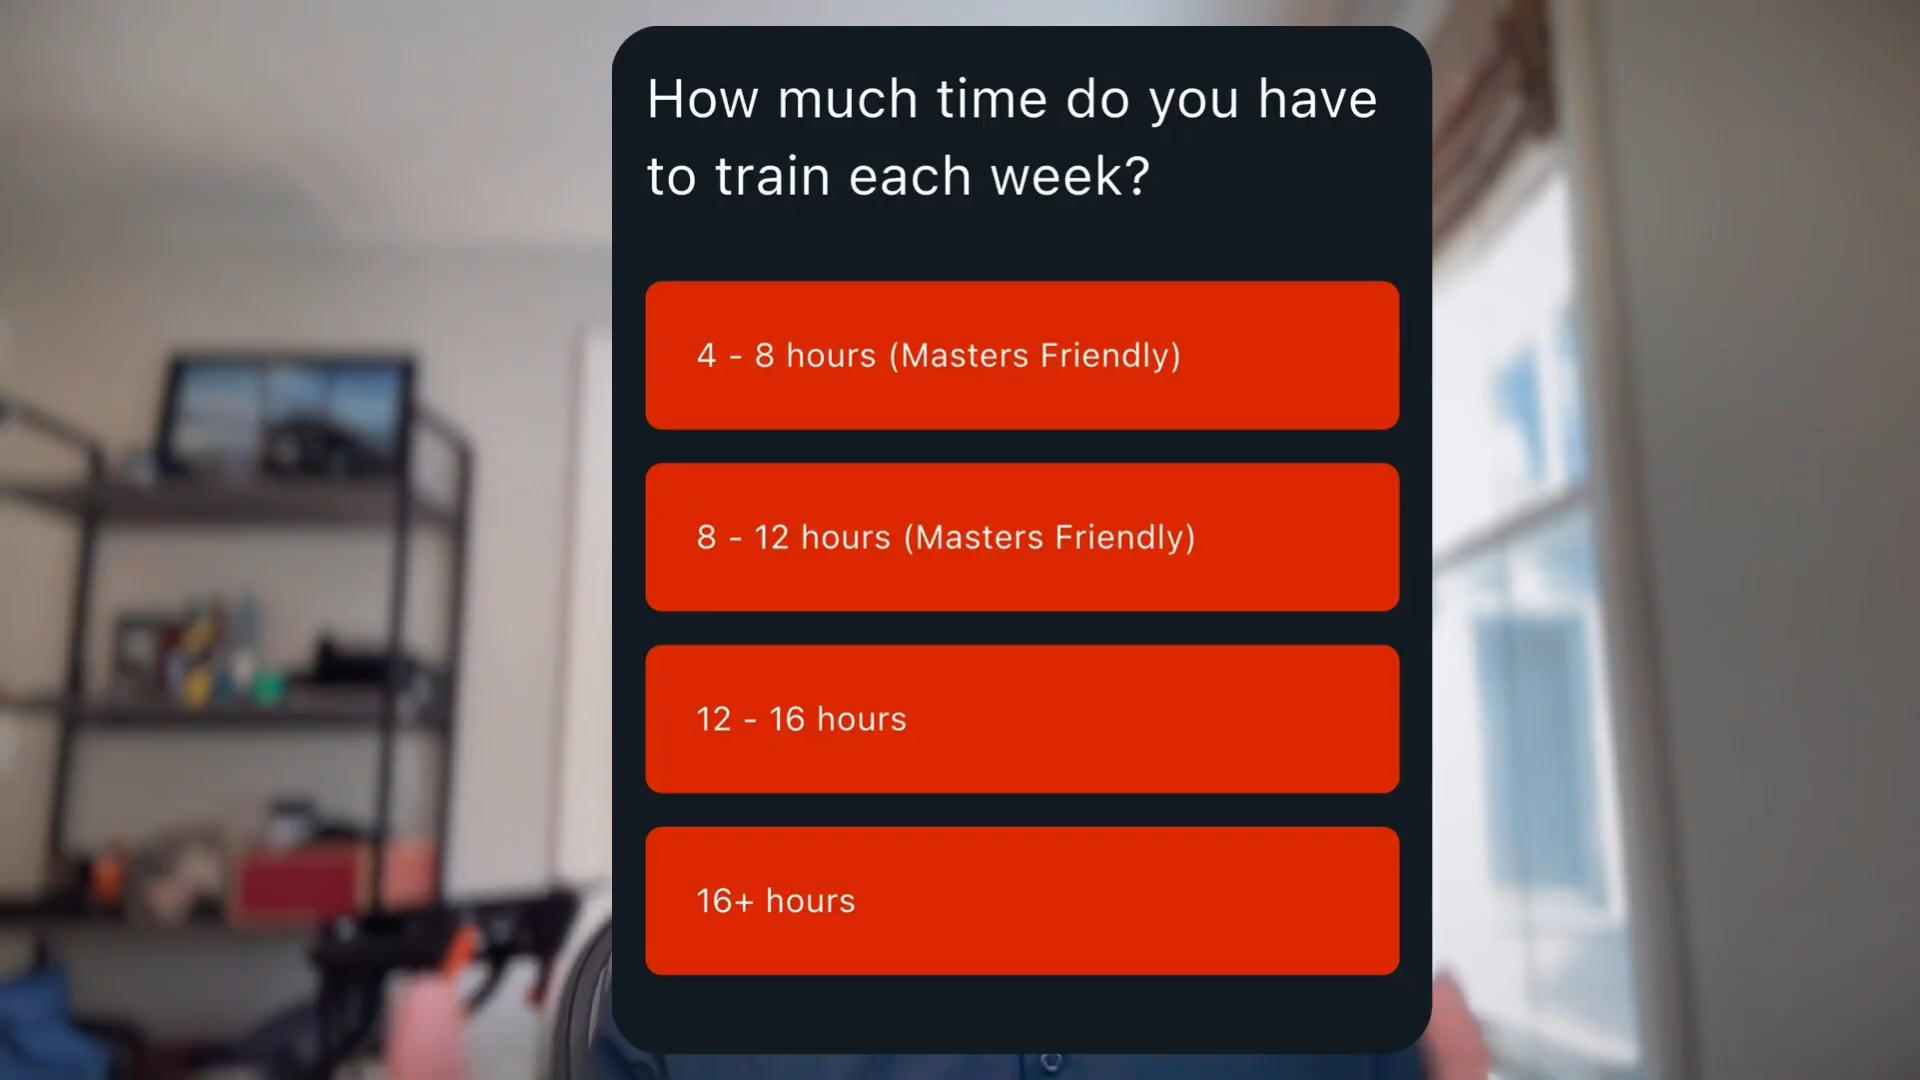 How much time do you have
to train each week?
4 - 8 hours (Masters Friendly)
8 - 12 hours (Masters Friendly)
12 - 16 hours
16+ hours